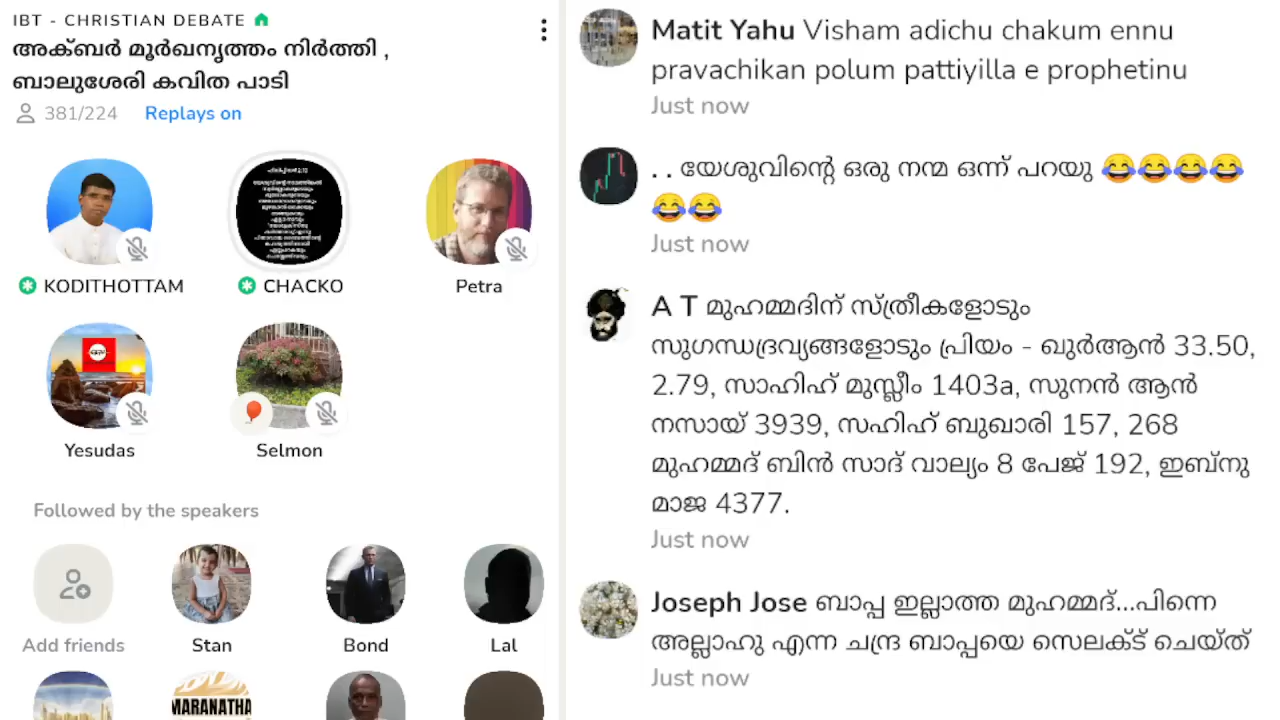 IBT - CHRISTIAN DEBATE
അക്ബർ മൂർഖനൃത്തം നിർത്തി ,
ബാലുശേരി കവിത പാടി
381/224 Replays on
KODITHOTTAM
CHACKO
Petra
Yesudas
Selmon
Followed by the speakers
Add friends
Stan
Bond
Lal
MARANATHA
Matit Yahu Visham adichu chakum ennu
pravachikan polum pattiyilla e prophetinu
Just now
. . യേശുവിന്റെ ഒരു നന്മ ഒന്ന് പറയു 😂😂😂😂
😂😂
Just now
A T മുഹമ്മദിന് സ്ത്രീകളോടും
സുഗന്ധദ്രവ്യങ്ങളോടും പ്രിയം - ഖുർആൻ 33.50,
2.79, സാഹിഹ് മുസ്ലീം 1403a, സുനൻ ആൻ
നസായ് 3939, സഹിഹ് ബുഖാരി 157, 268
മുഹമ്മദ് ബിൻ സാദ് വാല്യം 8 പേജ് 192, ഇബ്നു
മാജ 4377.
Just now
Joseph Jose ബാപ്പ ഇല്ലാത്ത മുഹമ്മദ്...പിന്നെ
അല്ലാഹു എന്ന ചന്ദ്ര ബാപ്പയെ സെലക്ട് ചെയ്ത്
Just now